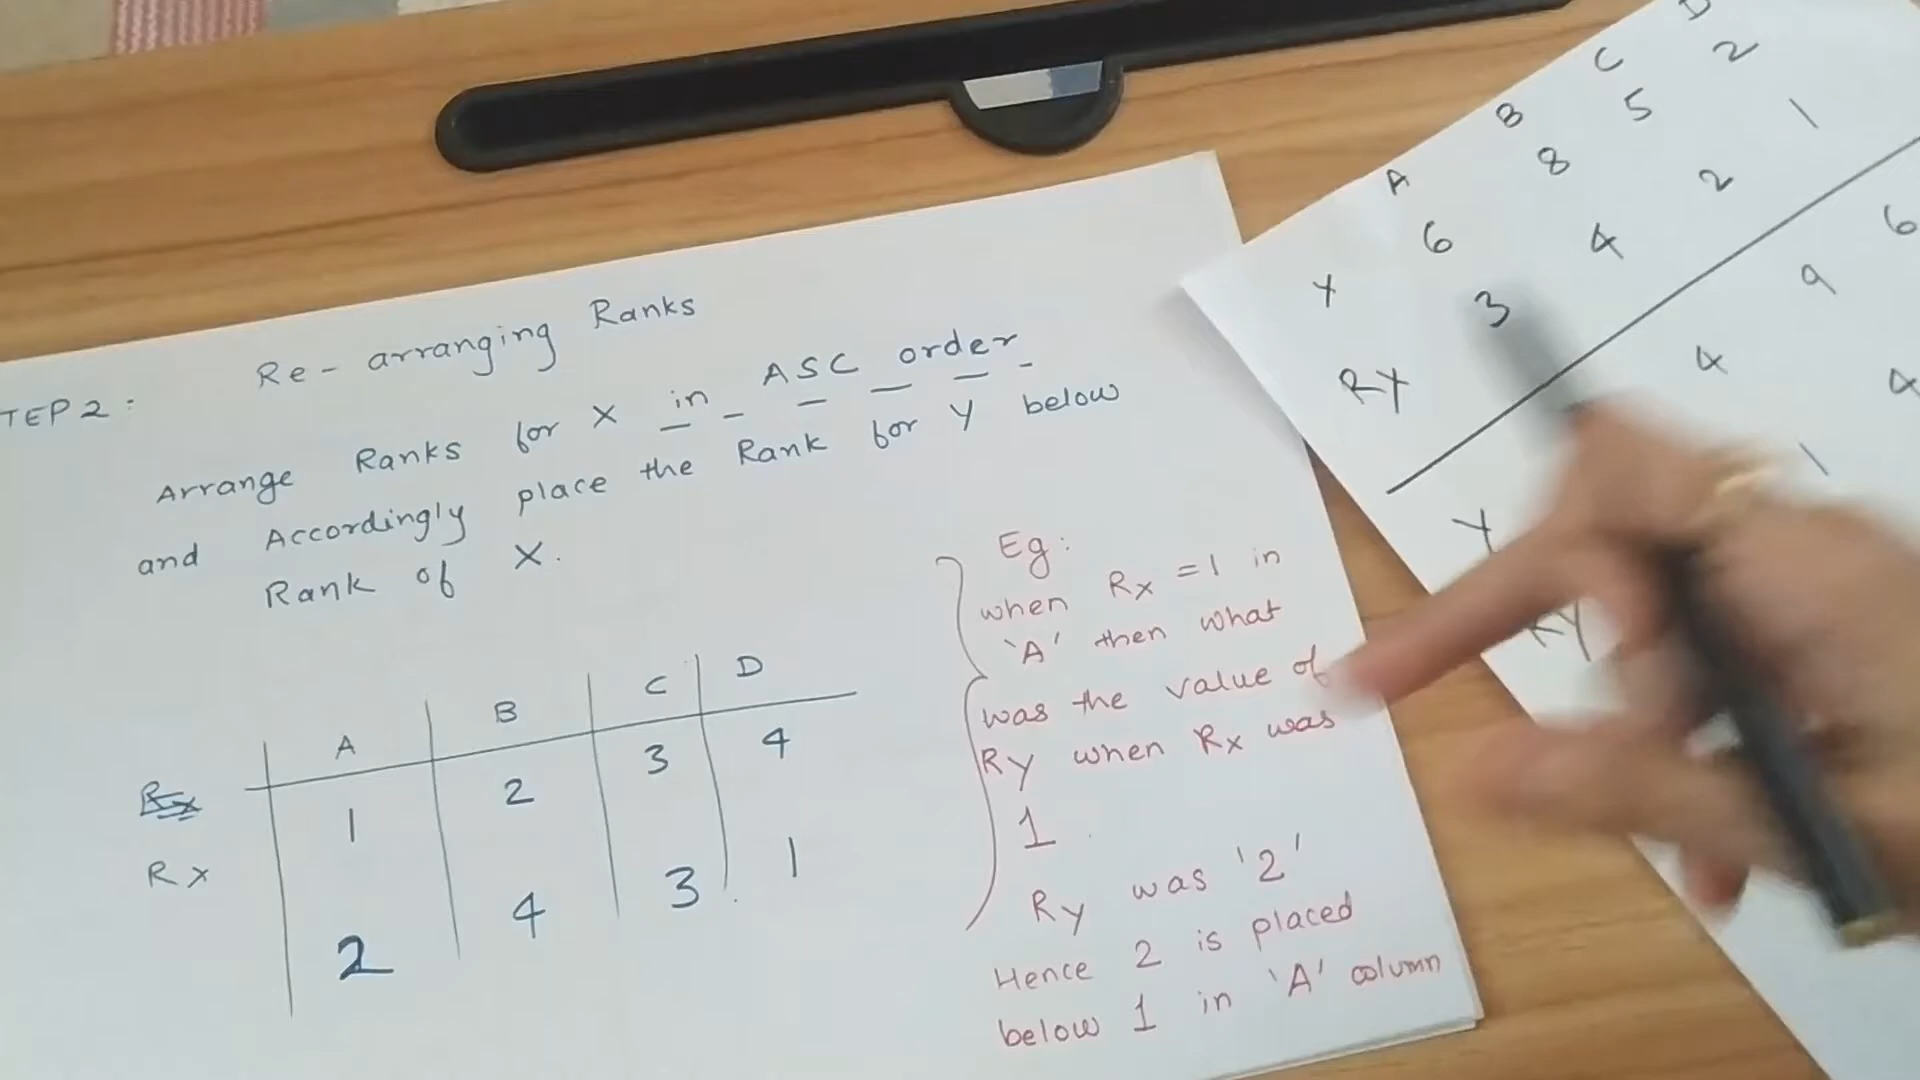 Re-arranging Ranks
TEP 2:
Arrange Ranks for X in ASC order
and Accordingly place the Rank for Y below
Rank of X.
A B C D
Rx 1 2 3 4
Rx 2 4 3 1
Eg:
when Rx = 1 in
'A' then what
was the value of
Ry when Rx was
1
Ry was '2'
Hence 2 is placed
below 1 in 'A' column
A B C D
Y 6 8 5 2
RY 3 4 2 1
Y 4 9 6
RY 1 4